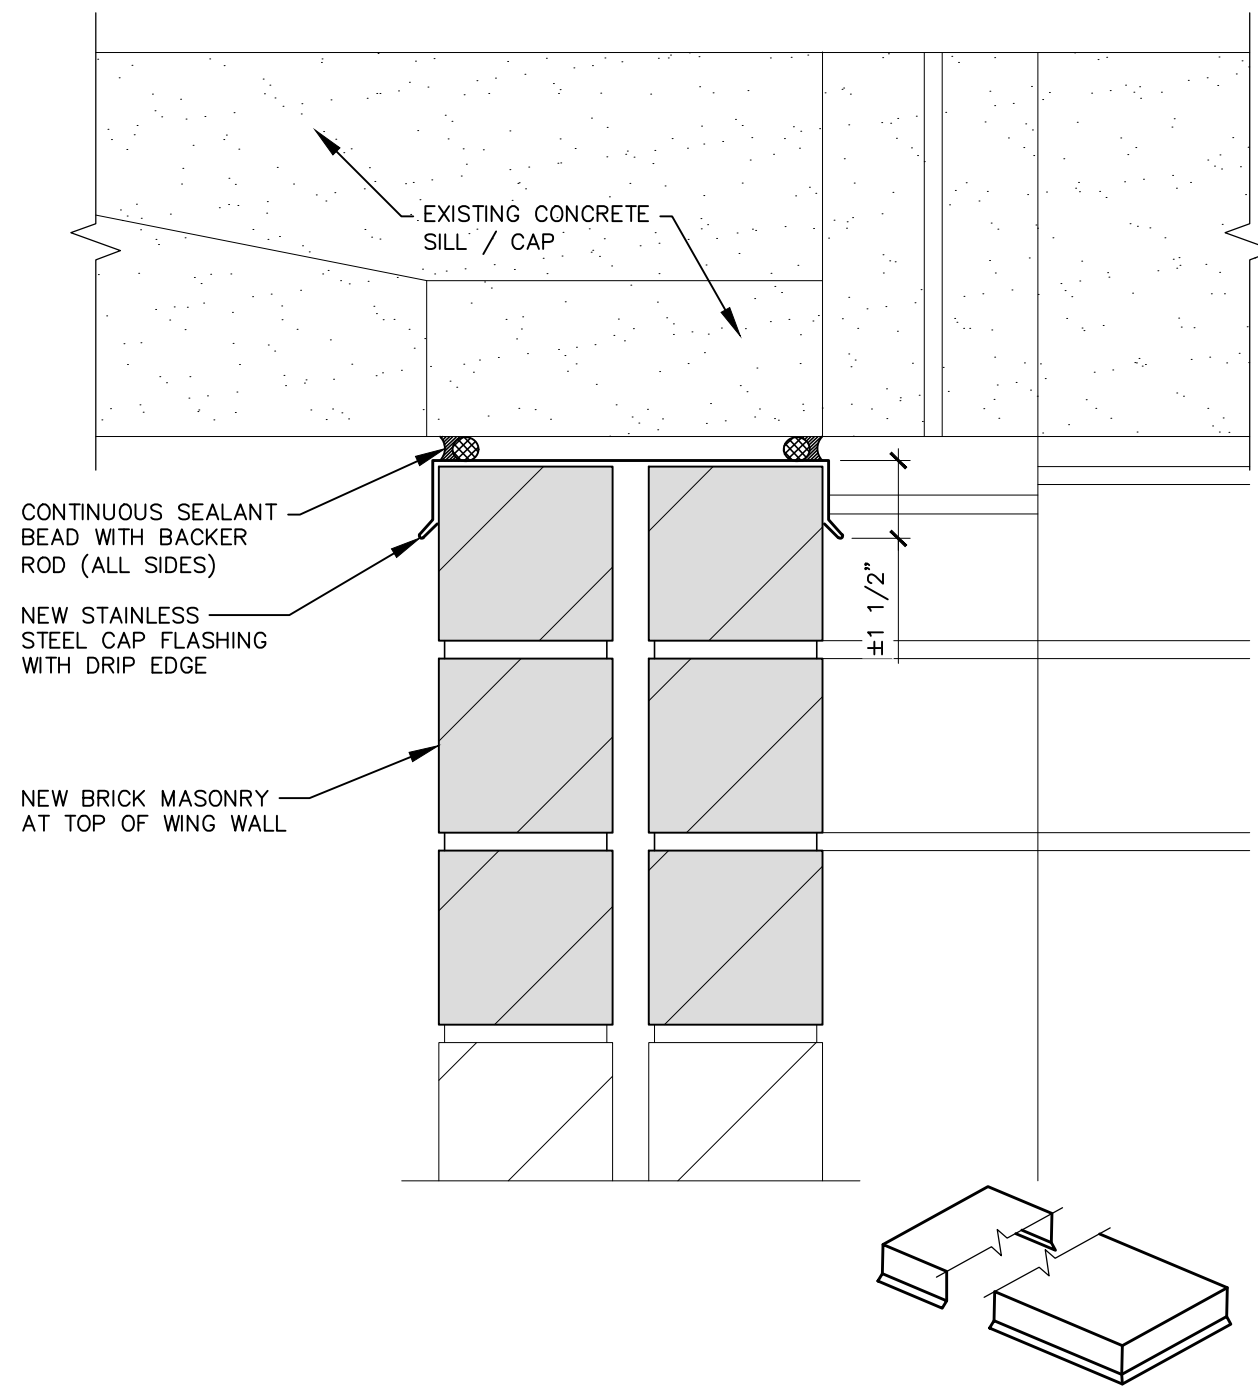 EXISTING CONCRETE
SILL / CAP
CONTINUOUS SEALANT
BEAD WITH BACKER
ROD (ALL SIDES)
NEW STAINLESS
STEEL CAP FLASHING
WITH DRIP EDGE
±1 1/2"
NEW BRICK MASONRY
AT TOP OF WING WALL